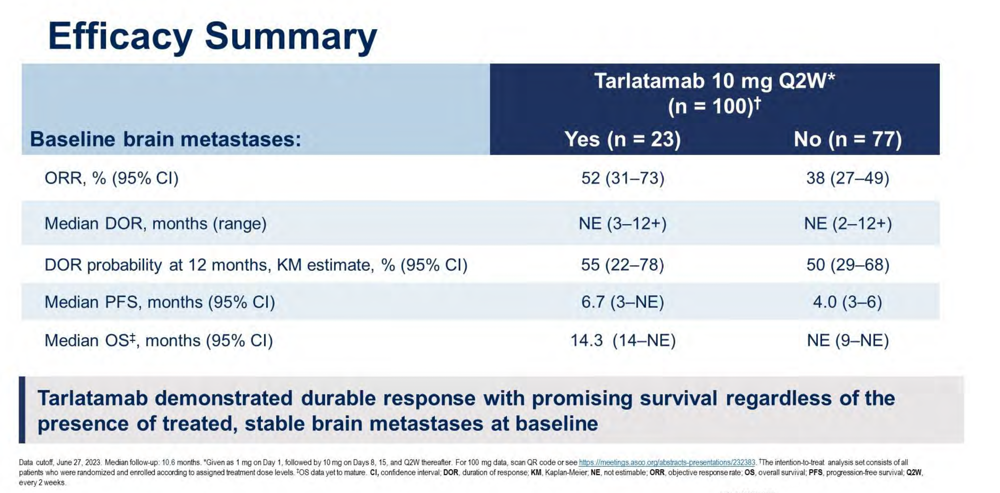 Efficacy Summary
Tarlatamab 10 mg Q2W*
(n = 100)†
Baseline brain metastases: Yes (n = 23) No (n = 77)
ORR, % (95% CI) 52 (31–73) 38 (27–49)
Median DOR, months (range) NE (3–12+) NE (2–12+)
DOR probability at 12 months, KM estimate, % (95% CI) 55 (22–78) 50 (29–68)
Median PFS, months (95% CI) 6.7 (3–NE) 4.0 (3–6)
Median OS‡, months (95% CI) 14.3 (14–NE) NE (9–NE)
Tarlatamab demonstrated durable response with promising survival regardless of the
presence of treated, stable brain metastases at baseline
Data cutoff, June 27, 2023. Median follow-up: 10.6 months. *Given as 1 mg on Day 1, followed by 10 mg on Days 8, 15, and Q2W thereafter. For 100 mg data, scan QR code or see https://meetings.asco.org/abstracts-presentations/232383. †The intention-to-treat analysis set consists of all
patients who were randomized and enrolled according to assigned treatment dose levels. ‡OS data yet to mature. CI, confidence interval; DOR, duration of response; KM, Kaplan-Meier; NE, not estimable; ORR, objective response rate; OS, overall survival; PFS, progression-free survival; Q2W,
every 2 weeks.